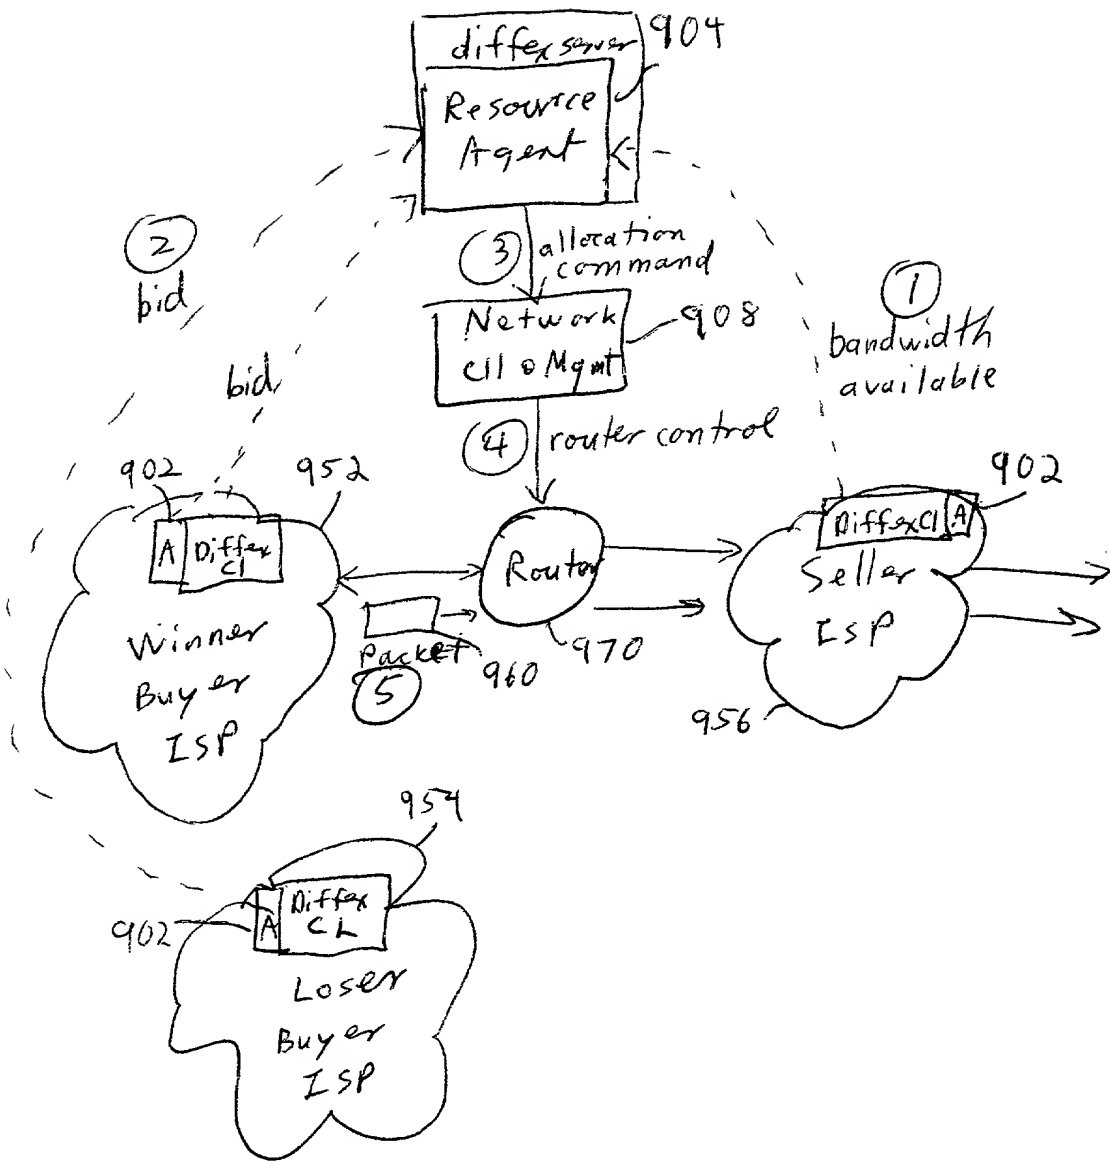 diffex server
904
Resource
Agent
2
bid
3
allocation
command
1
bandwidth
available
Network
Ctl o Mgmt
908
bid
4
router control
902
952
902
A
Diffex
Cl
DiffexCl
A
Router
Seller
ISP
Winner
Buyer
ISP
Packet
960
970
5
956
954
Diffex
CL
A
902
Loser
Buyer
ISP